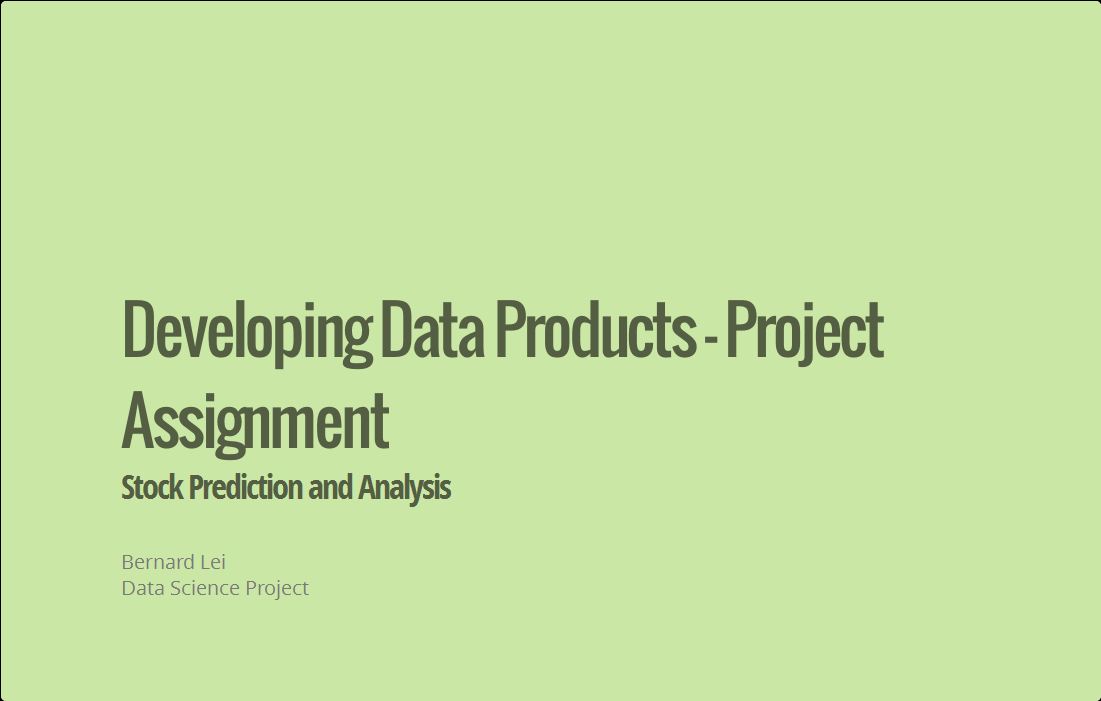 Developing Data Products - Project
Assignment
Stock Prediction and Analysis
Bernard Lei
Data Science Project